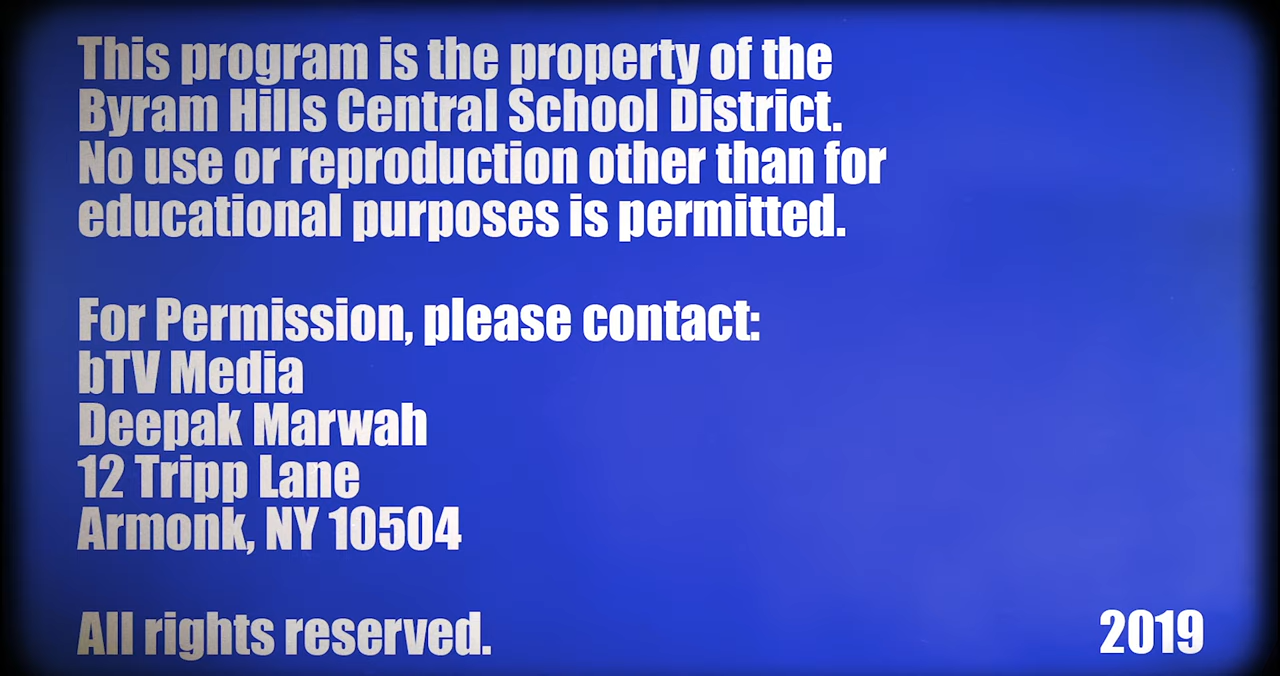 This program is the property of the
Byram Hills Central School District.
No use or reproduction other than for
educational purposes is permitted.
For Permission, please contact:
bTV Media
Deepak Marwah
12 Tripp Lane
Armonk, NY 10504
All rights reserved.
2019